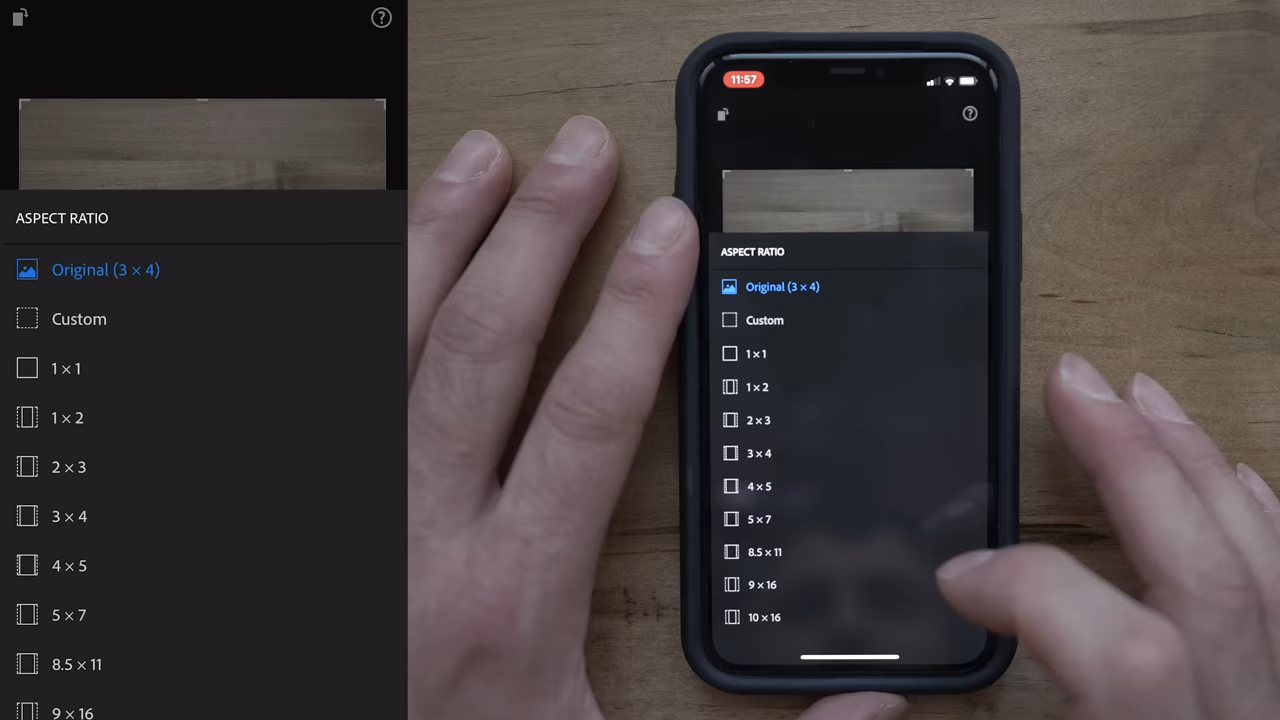 ASPECT RATIO
Original (3 × 4)
Custom
1 × 1
1 × 2
2 × 3
3 × 4
4 × 5
5 × 7
8.5 × 11
9 × 16
11:57
ASPECT RATIO
Original (3 × 4)
Custom
1 × 1
1 × 2
2 × 3
3 × 4
4 × 5
5 × 7
8.5 × 11
9 × 16
10 × 16